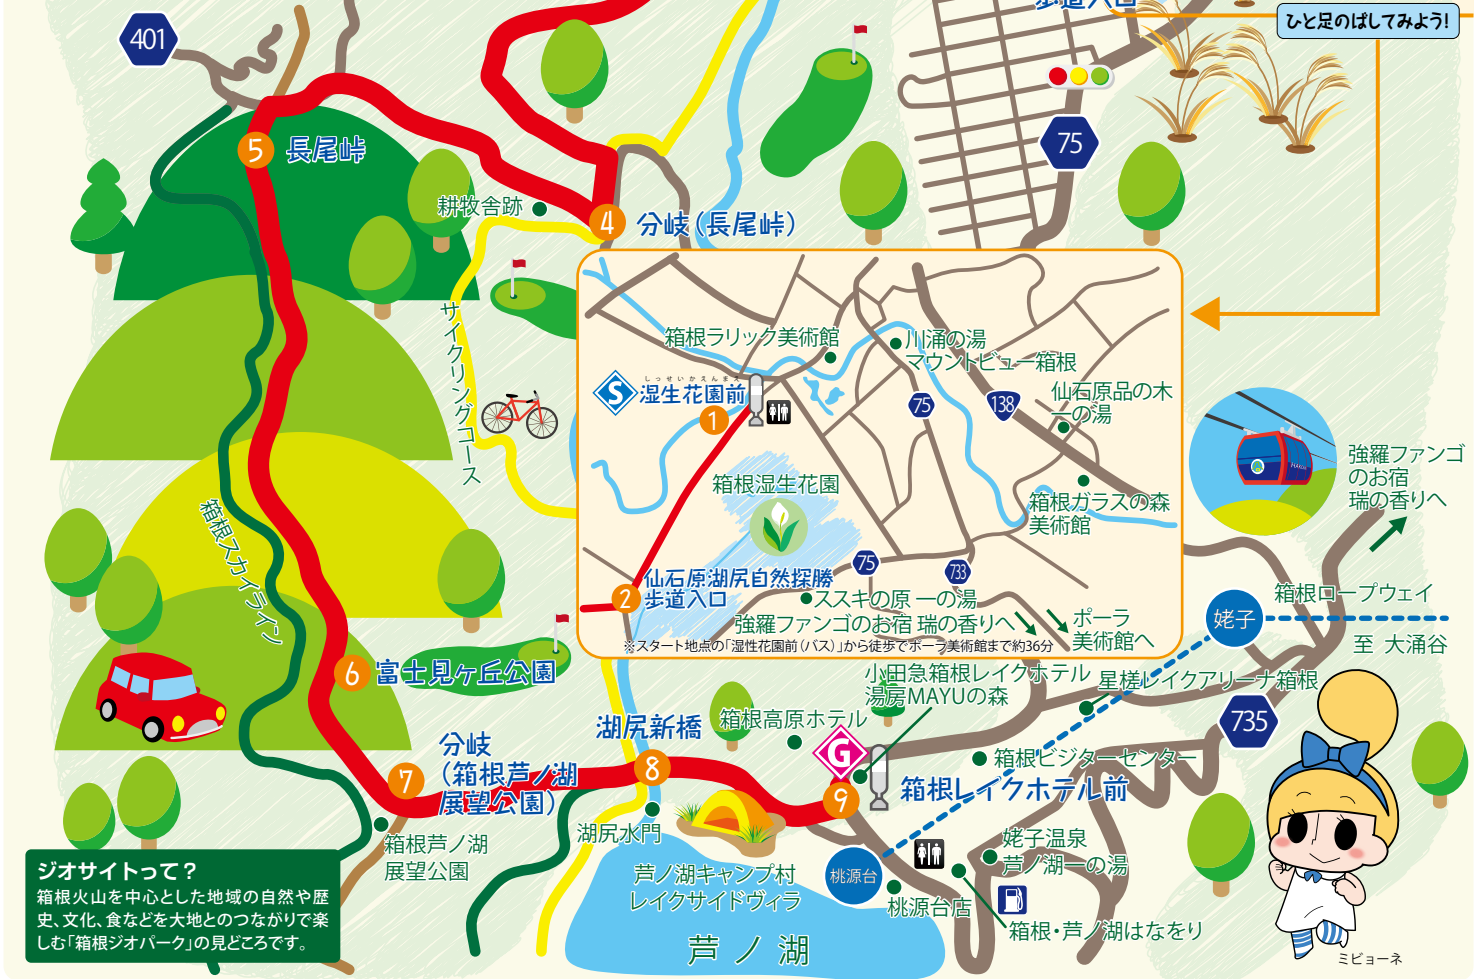 歩道入口
ひと足のばしてみよう!
401
75
5
長尾峠
耕牧舎跡
4
分岐（長尾峠）
サイクリングコース
箱根ラリック美術館
川涌の湯
マウントビュー箱根
しっせいかえんまえ
S
湿生花園前
1
75
138
仙石原品の木
一の湯
箱根湿生花園
箱根ガラスの森
美術館
強羅ファンゴ
のお宿
瑞の香りへ
箱根スカイライン
仙石原湖尻自然探勝
歩道入口
2
75
733
ススキの原 一の湯
強羅ファンゴのお宿 瑞の香りへ
ポーラ
美術館へ
※スタート地点の「湿性花園前（バス）」から徒歩でポーラ美術館まで約36分
箱根ロープウェイ
姥子
至 大涌谷
6
富士見ヶ丘公園
小田急箱根レイクホテル
湯房MAYUの森
星槎レイクアリーナ箱根
735
湖尻新橋
箱根高原ホテル
G
分岐
（箱根芦ノ湖
展望公園）
7
8
9
箱根ビジターセンター
箱根レイクホテル前
湖尻水門
箱根芦ノ湖
展望公園
芦ノ湖キャンプ村
レイクサイドヴィラ
桃源台
桃源台店
姥子温泉
芦ノ湖一の湯
箱根・芦ノ湖はなをり
芦ノ湖
ジオサイトって？
箱根火山を中心とした地域の自然や歴
史、文化、食などを大地とのつながりで楽
しむ「箱根ジオパーク」の見どころです。
ミビョーネ